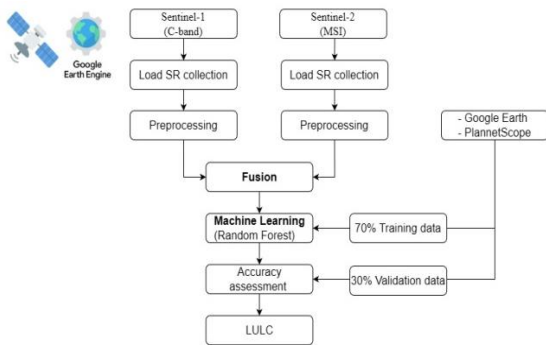 Google
Earth Engine
Sentinel-1
(C-band)
Sentinel-2
(MSI)
Load SR collection
Load SR collection
Preprocessing
Preprocessing
- Google Earth
- PlannetScope
Fusion
Machine Learning
(Random Forest)
70% Training data
Accuracy
assessment
30% Validation data
LULC